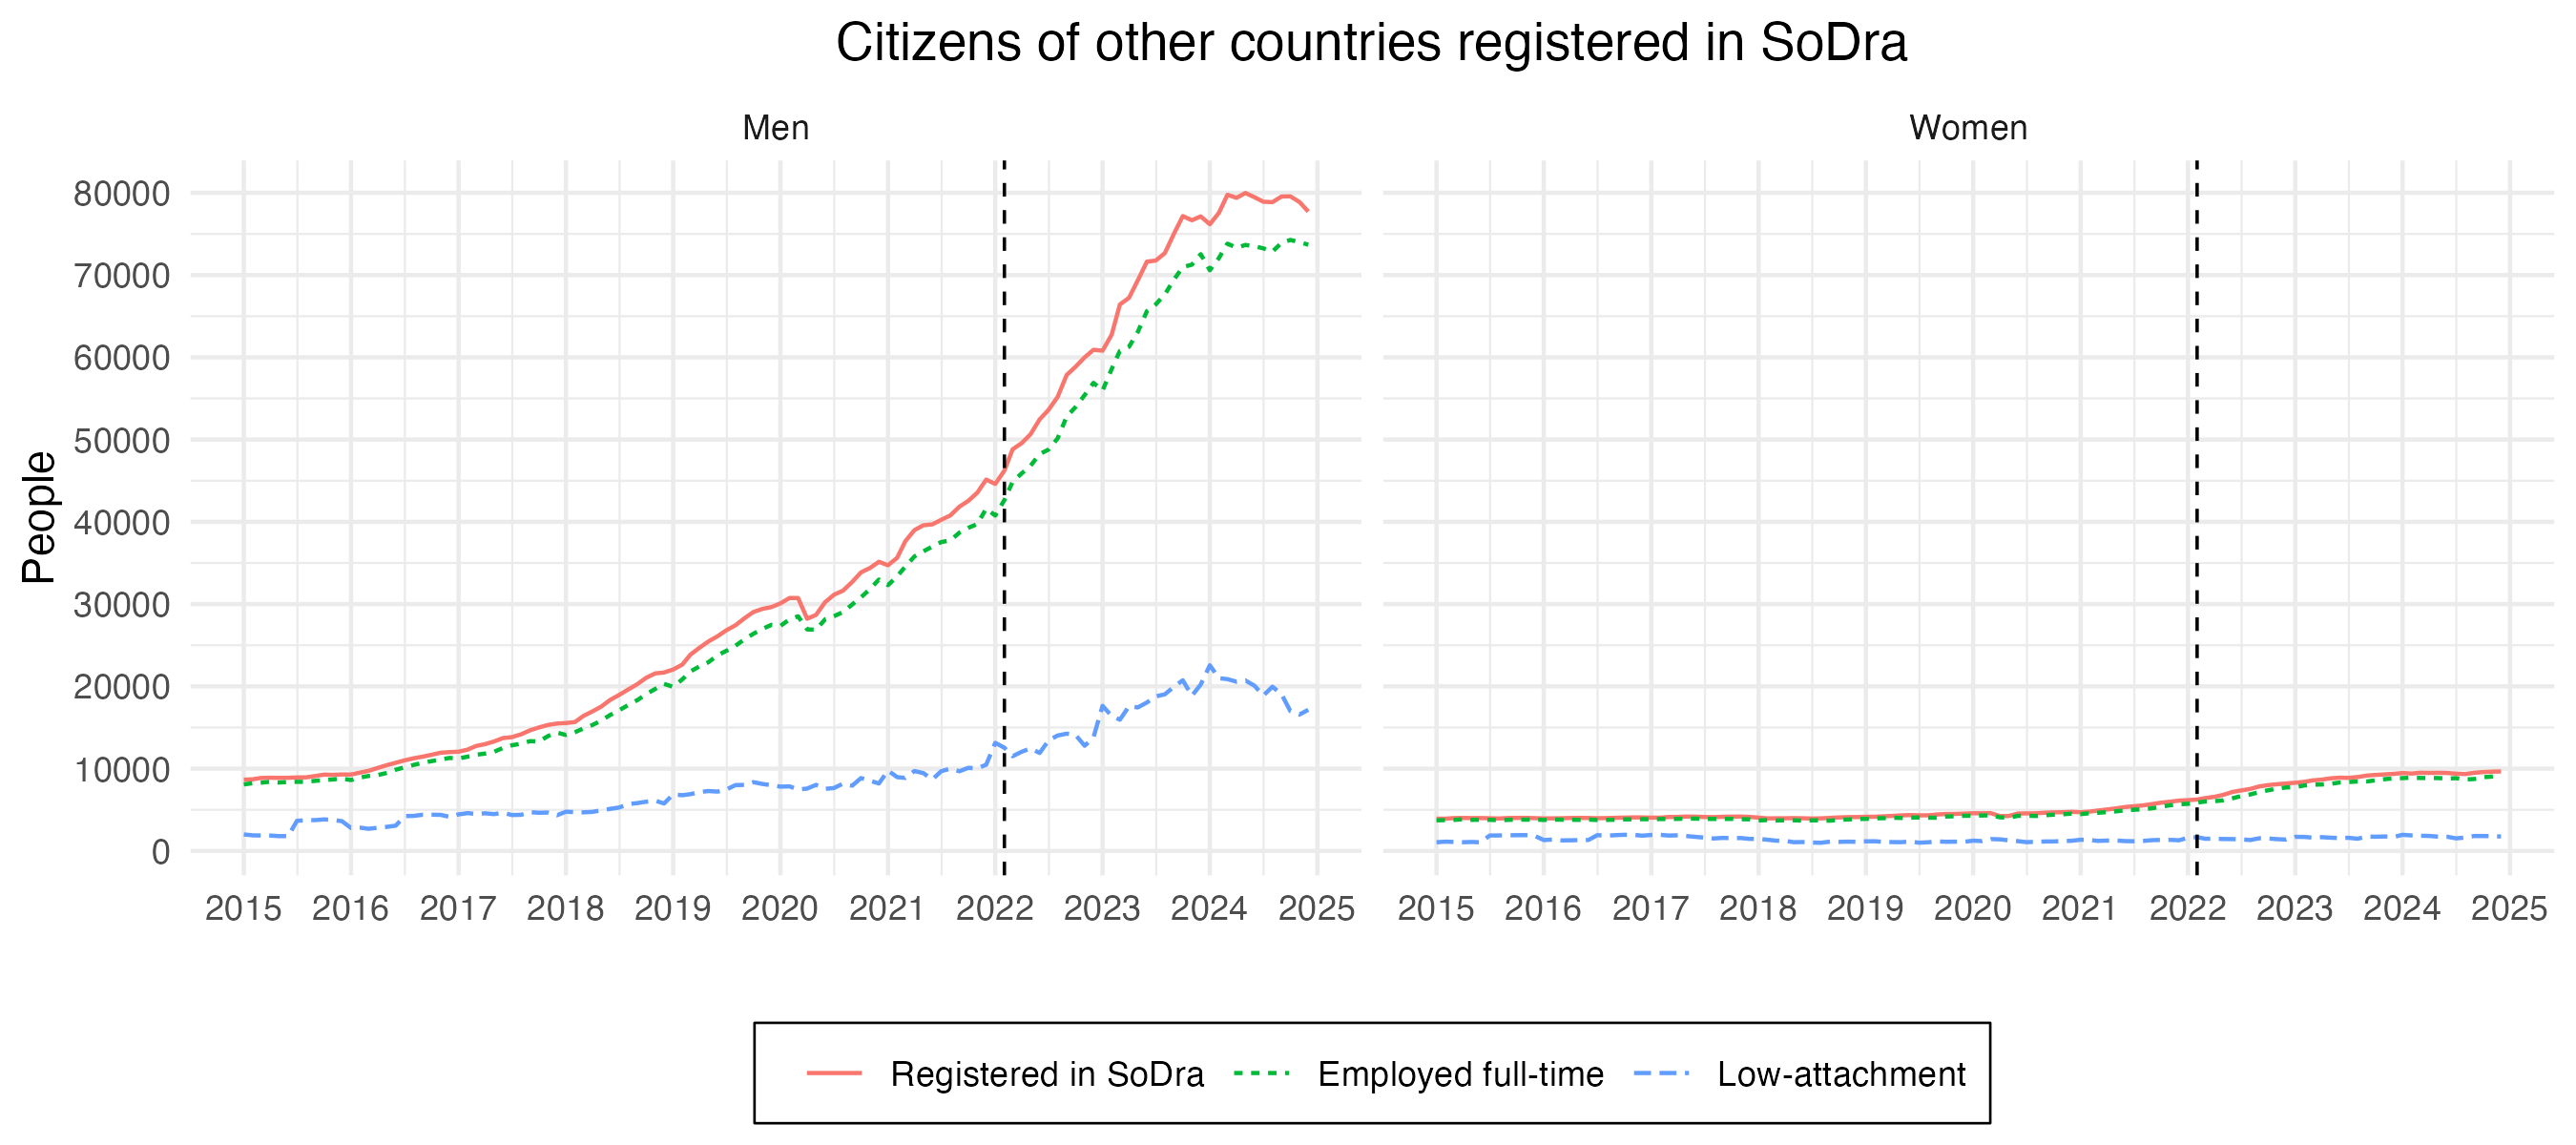 Citizens of other countries registered in SoDra
Men
Women
People
80000
70000
60000
50000
40000
30000
20000
10000
0
2015 2016 2017 2018 2019 2020 2021 2022 2023 2024 2025
2015 2016 2017 2018 2019 2020 2021 2022 2023 2024 2025
Registered in SoDra Employed full-time Low-attachment